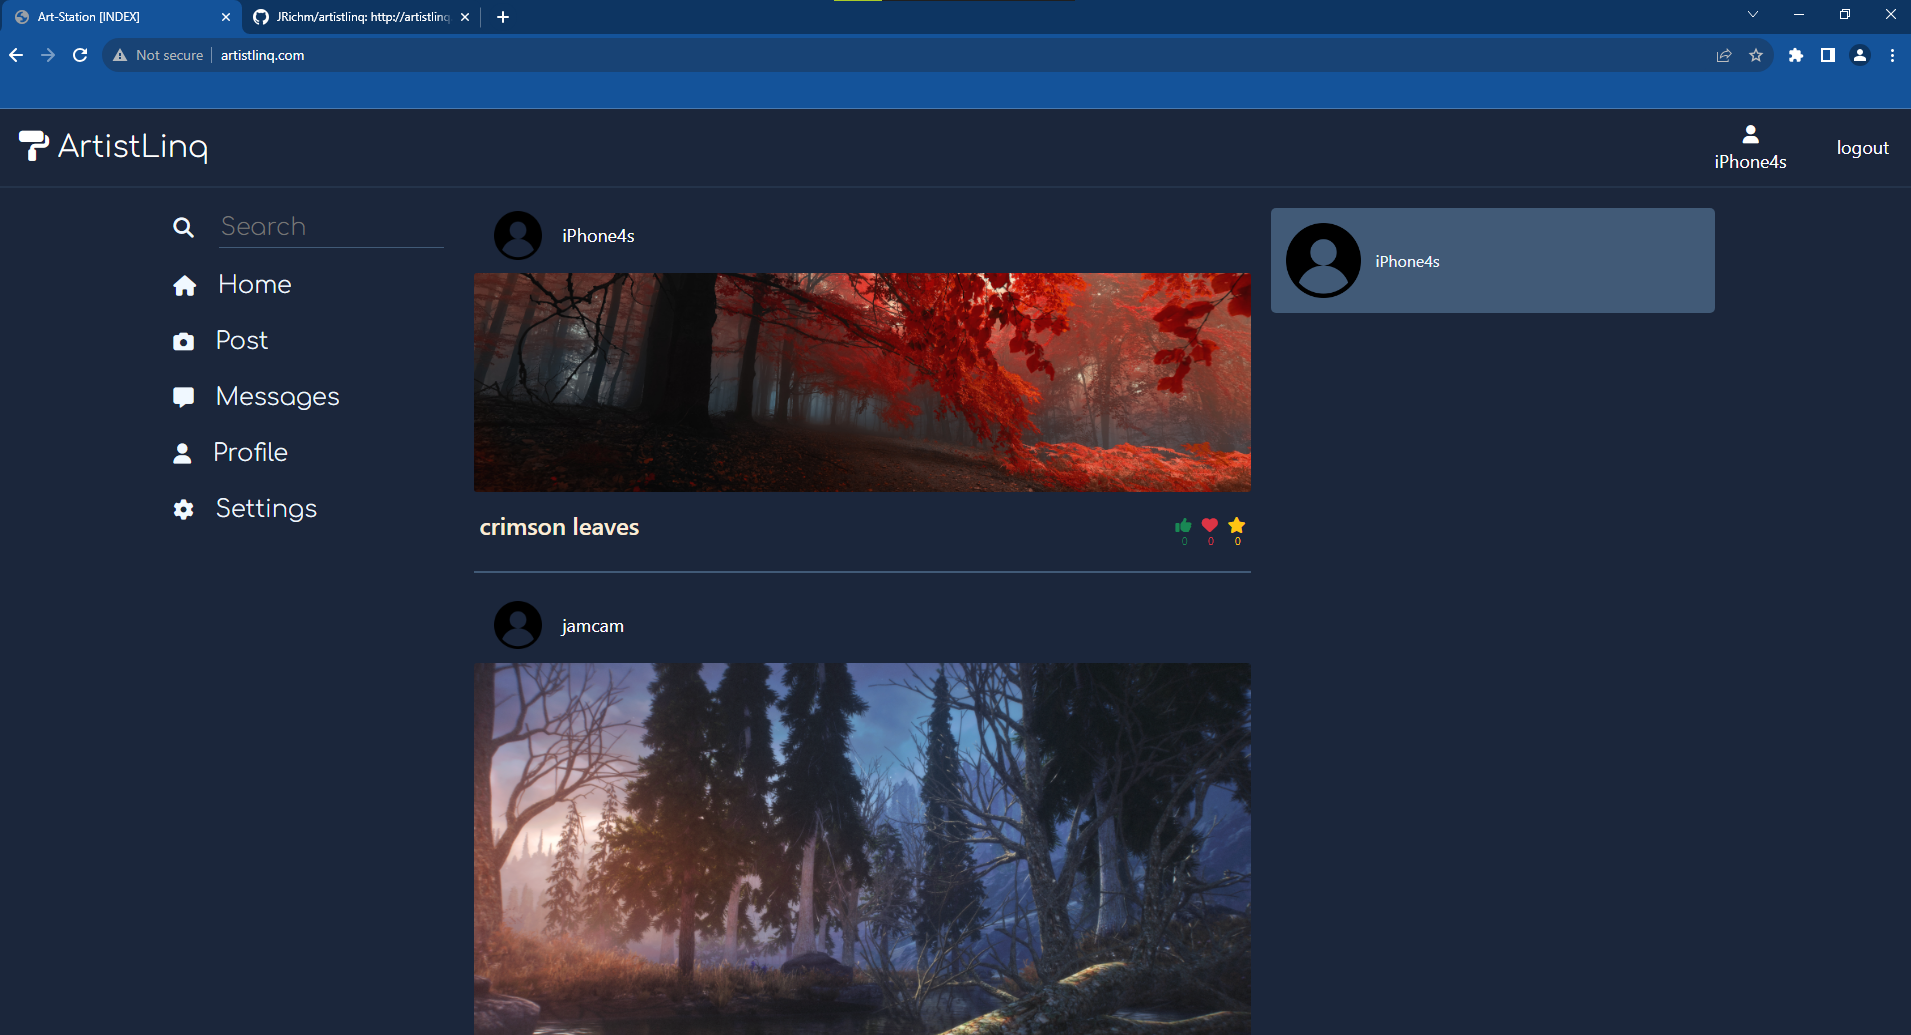 Art-Station [INDEX]
JRichm/artistlinq: http://artistlinq
Not secure
artistlinq.com
ArtistLinq
iPhone4s
logout
Search
Home
Post
Messages
Profile
Settings
iPhone4s
crimson leaves
0 0 0
jamcam
iPhone4s